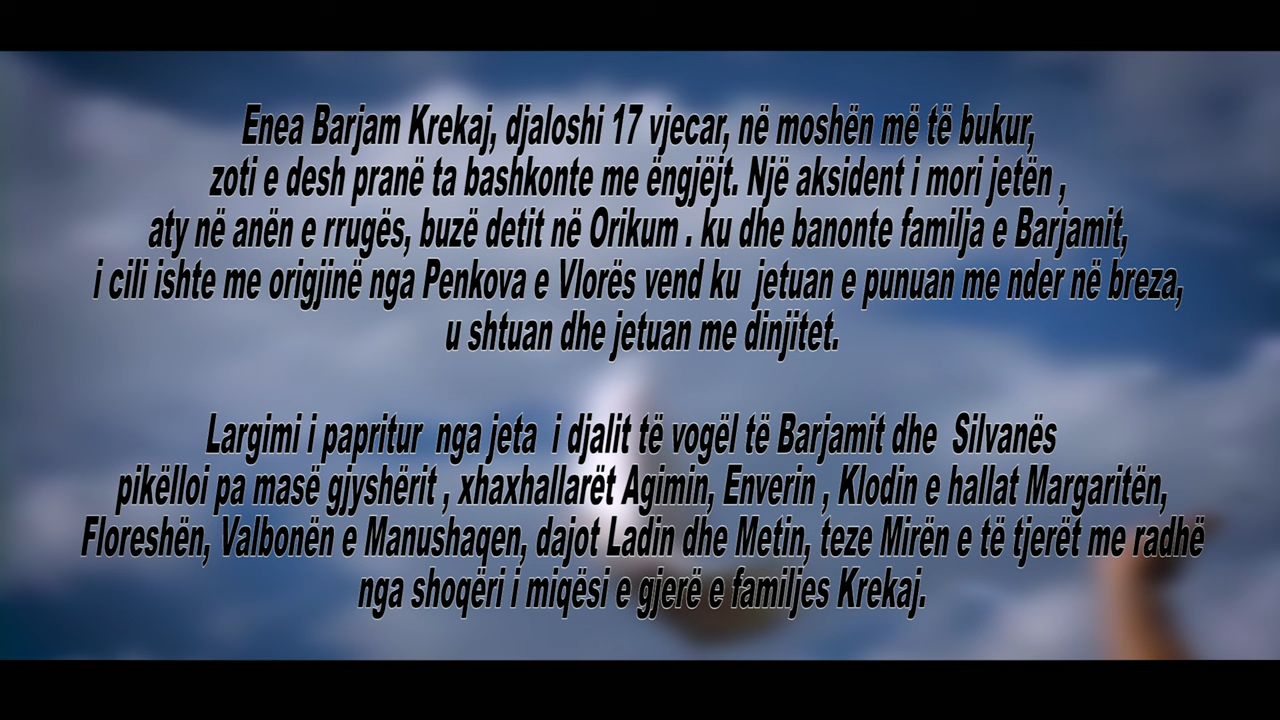 Enea Barjam Krekaj, djaloshi 17 vjecar, në moshën më të bukur,
zoti e desh pranë ta bashkonte me ëngjëjt. Një aksident i mori jetën ,
aty në anën e rrugës, buzë detit në Orikum . ku dhe banonte familja e Barjamit,
i cili ishte me origjinë nga Penkova e Vlorës vend ku jetuan e punuan me nder në breza,
u shtuan dhe jetuan me dinjitet.
Largimi i papritur nga jeta i djalit të vogël të Barjamit dhe Silvanës
pikëlloi pa masë gjyshërit , xhaxhallarët Agimin, Enverin , Klodin e hallat Margaritën,
Floreshën, Valbonën e Manushaqen, dajot Ladin dhe Metin, teze Mirën e të tjerët me radhë
nga shoqëri i miqësi e gjerë e familjes Krekaj.